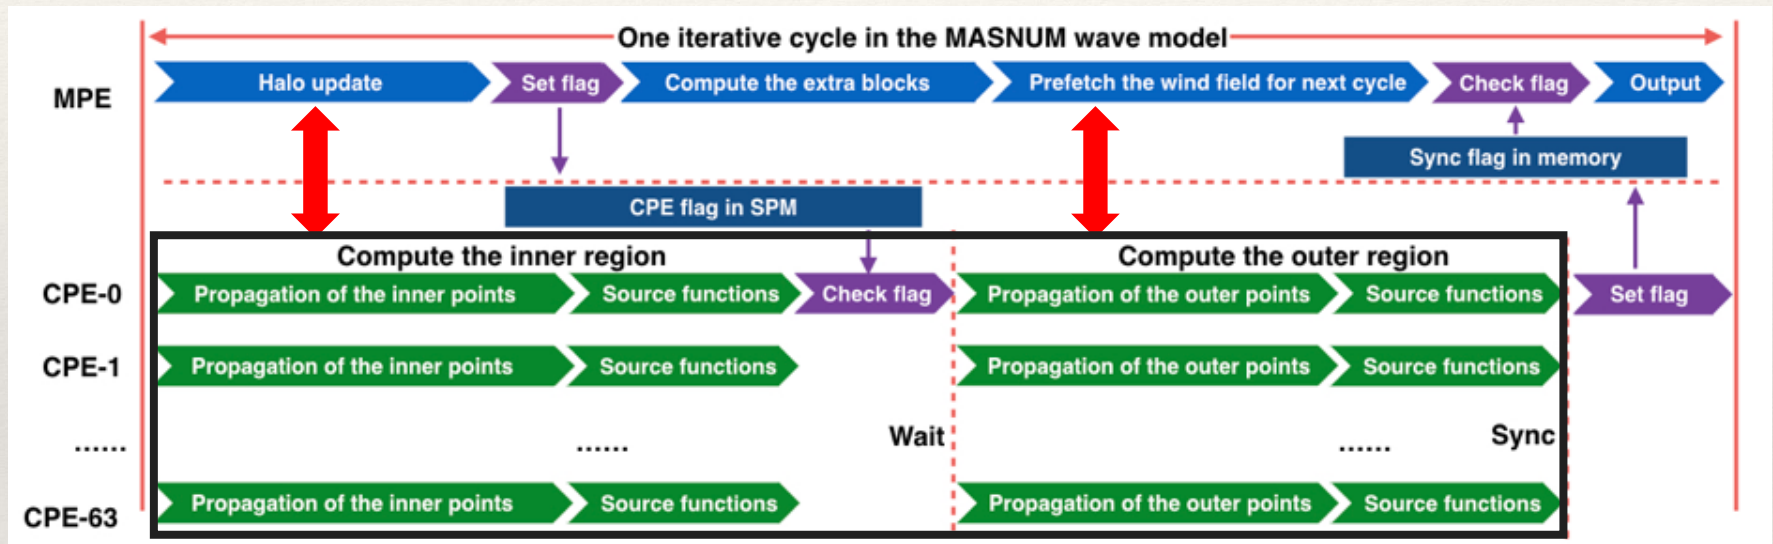 One iterative cycle in the MASNUM wave model
MPE
Halo update
Set flag
Compute the extra blocks
Prefetch the wind field for next cycle
Check flag
Output
Sync flag in memory
CPE flag in SPM
Compute the inner region
Compute the outer region
CPE-0
Propagation of the inner points
Source functions
Check flag
Propagation of the outer points
Source functions
Set flag
CPE-1
Propagation of the inner points
Source functions
Propagation of the outer points
Source functions
......
......
Wait
......
Sync
CPE-63
Propagation of the inner points
Source functions
Propagation of the outer points
Source functions